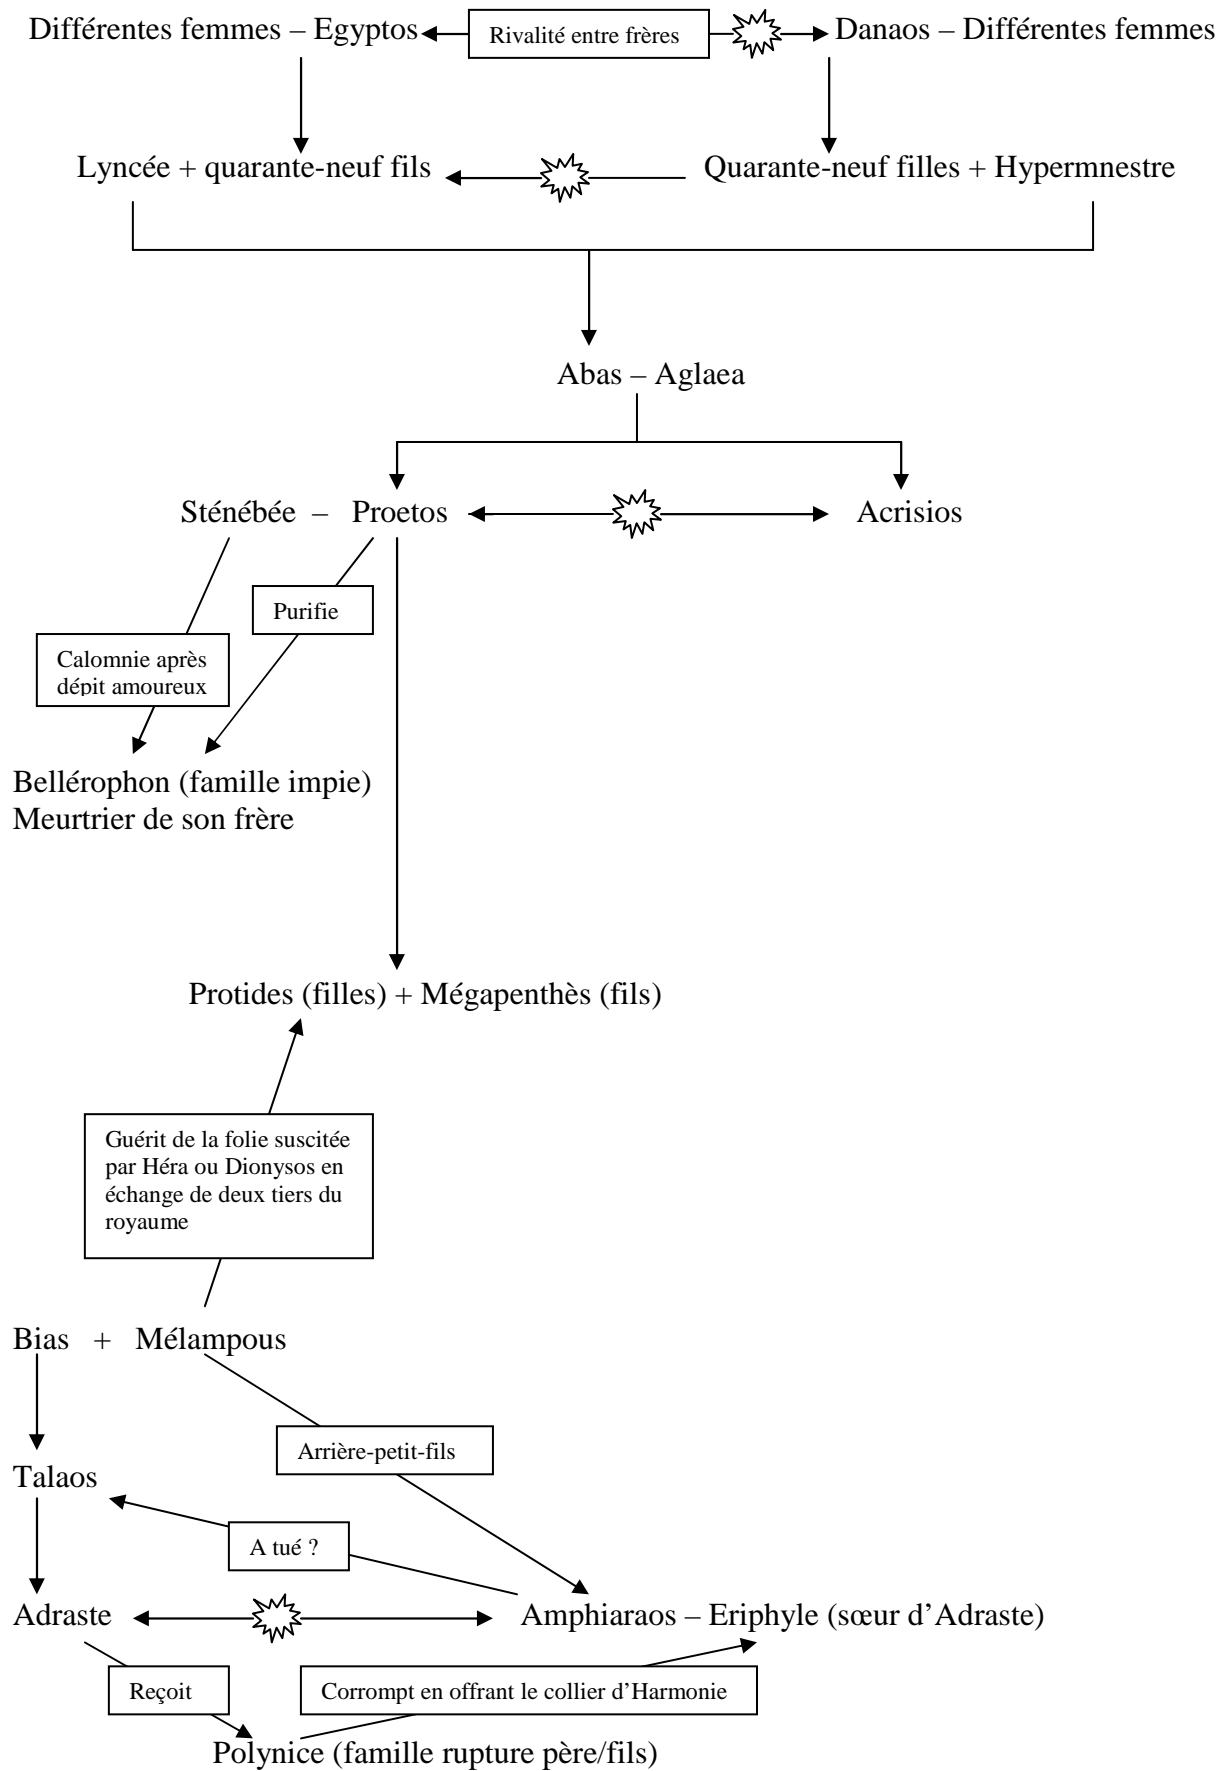 Différentes femmes – Egyptos Rivalité entre frères Danaos – Différentes femmes
Lyncée + quarante-neuf fils Quarante-neuf filles + Hypermnestre
Abas – Aglaea
Sténébée – Proetos Acrisios
Purifie
Calomnie après
dépit amoureux
Bellérophon (famille impie)
Meurtrier de son frère
Protides (filles) + Mégapenthès (fils)
Guérit de la folie suscitée
par Héra ou Dionysos en
échange de deux tiers du
royaume
Bias + Mélampous
Arrière-petit-fils
Talaos
A tué ?
Adraste Amphiaraos – Eriphyle (sœur d’Adraste)
Reçoit Corrompt en offrant le collier d’Harmonie
Polynice (famille rupture père/fils)